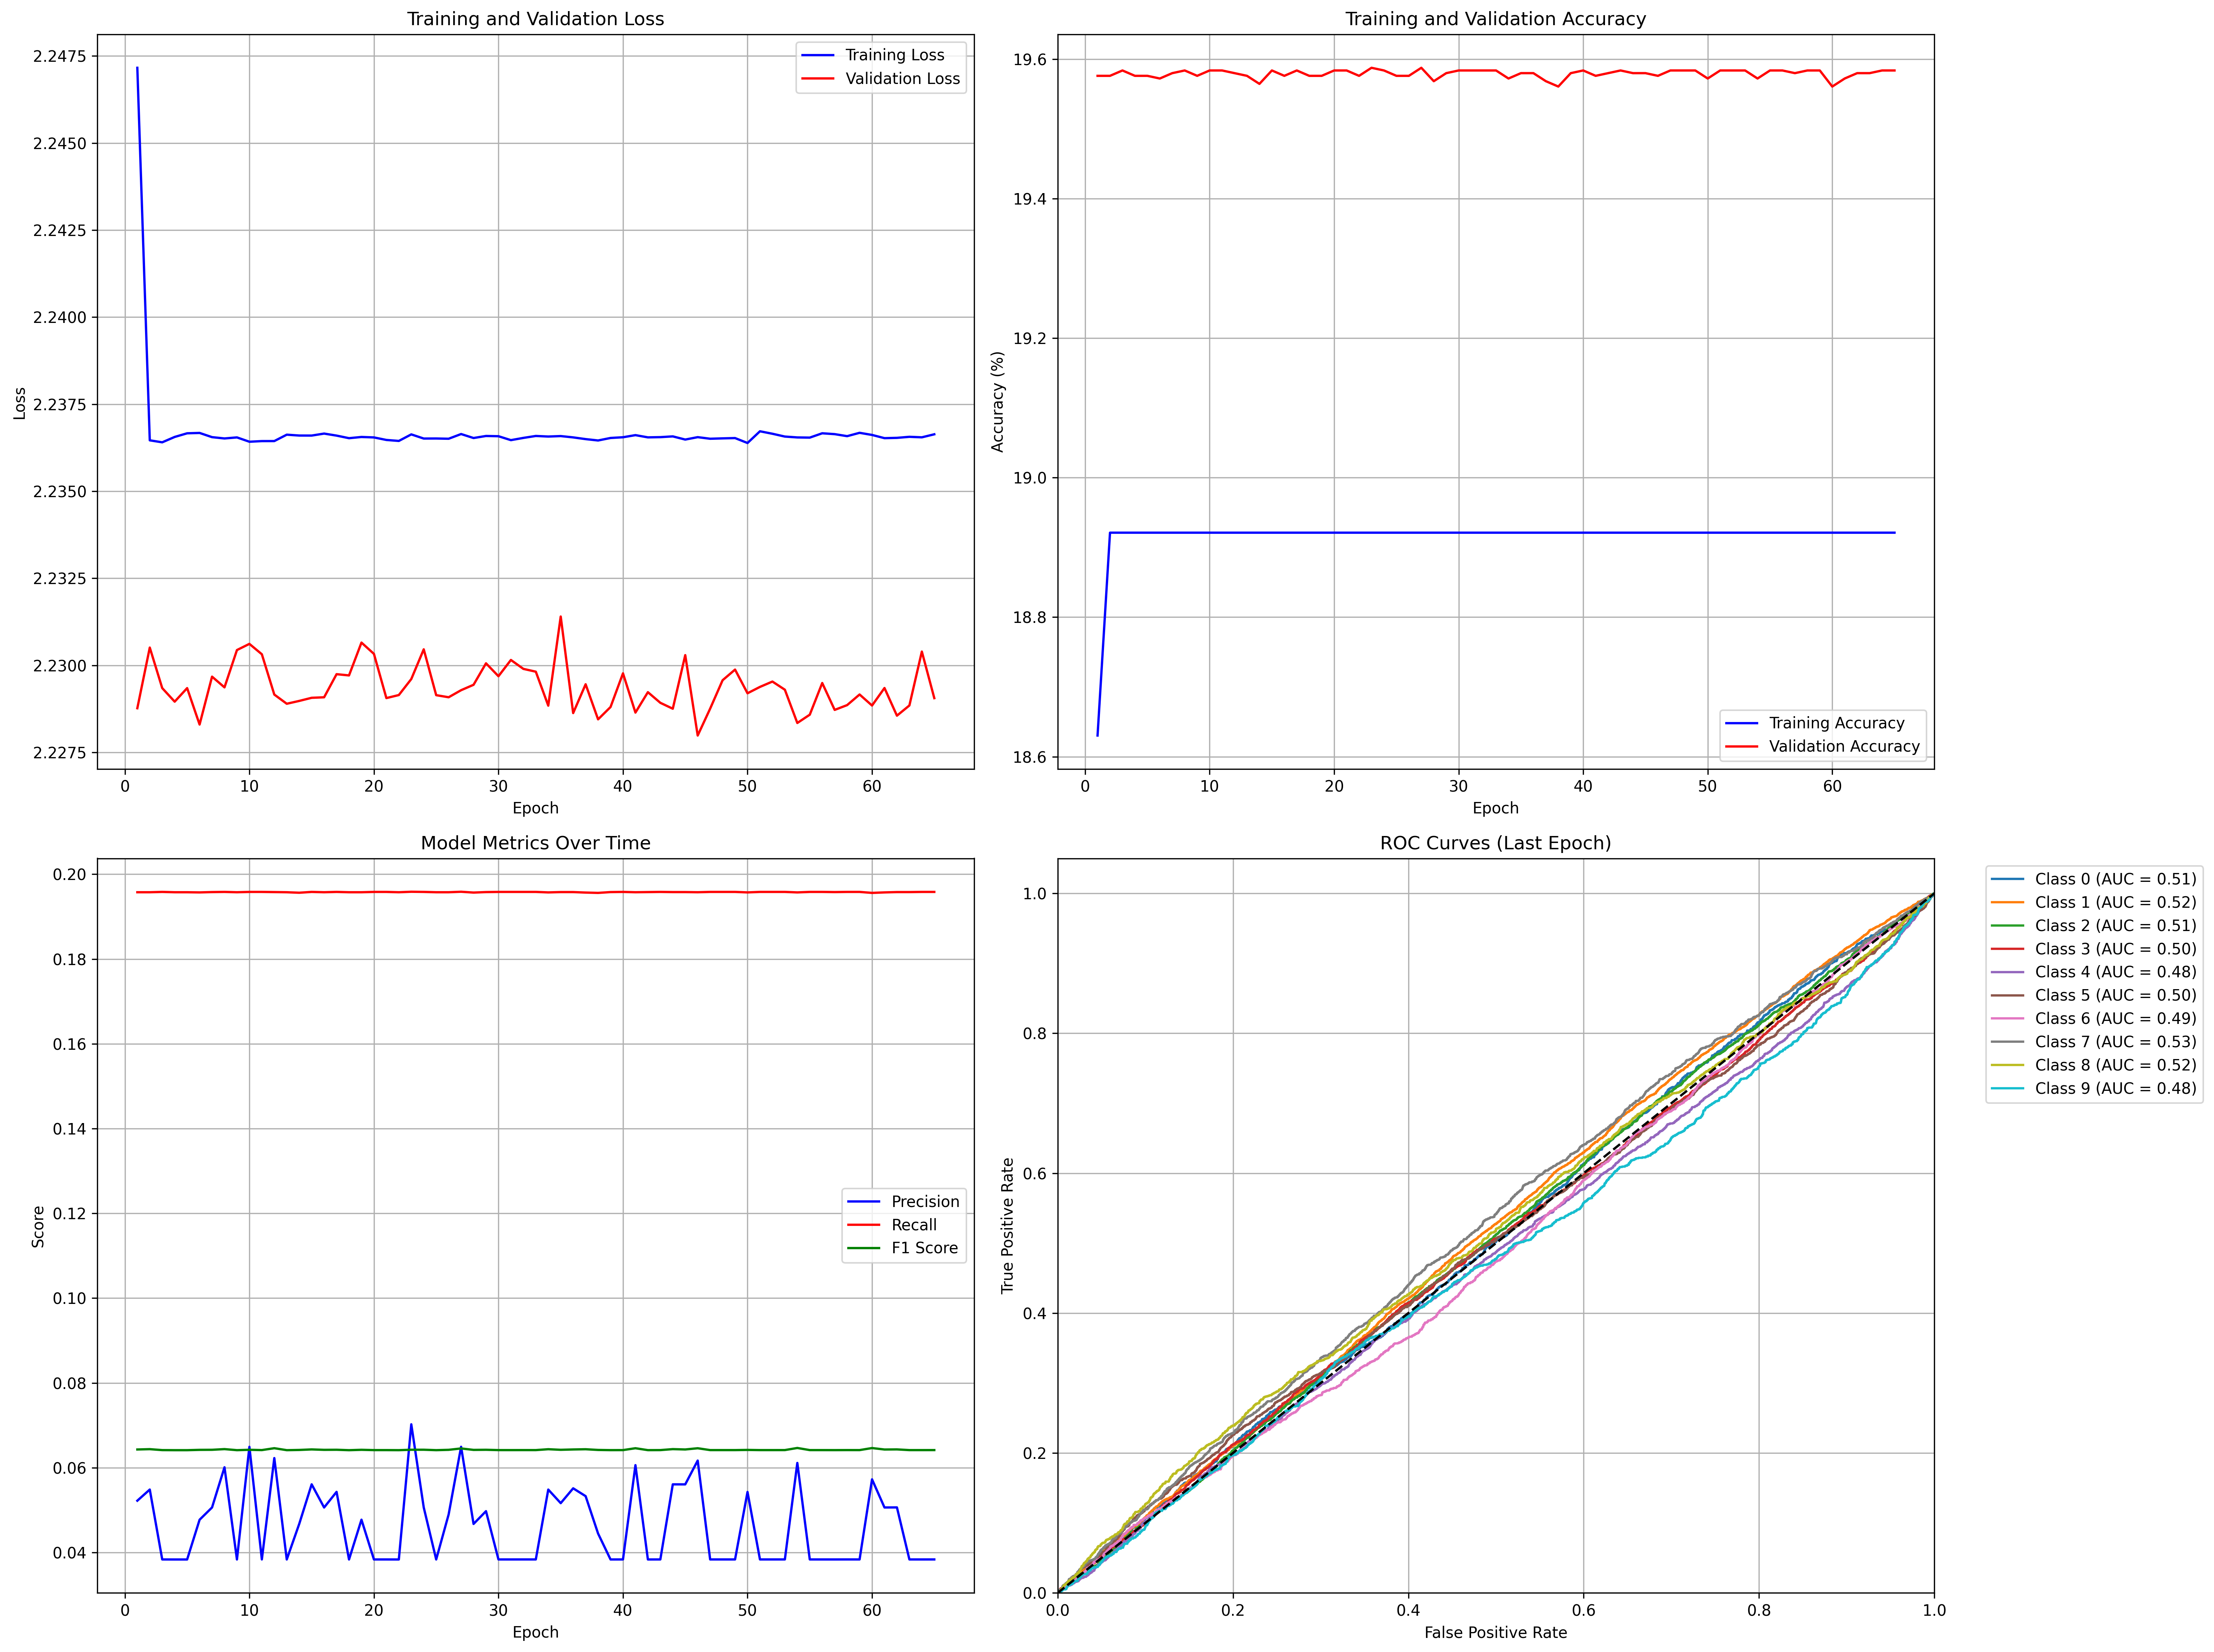 Training and Validation Loss
2.2475
2.2450
2.2425
2.2400
2.2375
2.2350
2.2325
2.2300
2.2275
Loss
Training Loss
Validation Loss
0 10 20 30 40 50 60
Epoch
Training and Validation Accuracy
19.6
19.4
19.2
19.0
18.8
18.6
Accuracy (%)
Training Accuracy
Validation Accuracy
0 10 20 30 40 50 60
Epoch
Model Metrics Over Time
0.20
0.18
0.16
0.14
0.12
0.10
0.08
0.06
0.04
Score
Precision
Recall
F1 Score
0 10 20 30 40 50 60
Epoch
ROC Curves (Last Epoch)
1.0
0.8
0.6
0.4
0.2
0.0
True Positive Rate
0.0 0.2 0.4 0.6 0.8 1.0
False Positive Rate
Class 0 (AUC = 0.51)
Class 1 (AUC = 0.52)
Class 2 (AUC = 0.51)
Class 3 (AUC = 0.50)
Class 4 (AUC = 0.48)
Class 5 (AUC = 0.50)
Class 6 (AUC = 0.49)
Class 7 (AUC = 0.53)
Class 8 (AUC = 0.52)
Class 9 (AUC = 0.48)